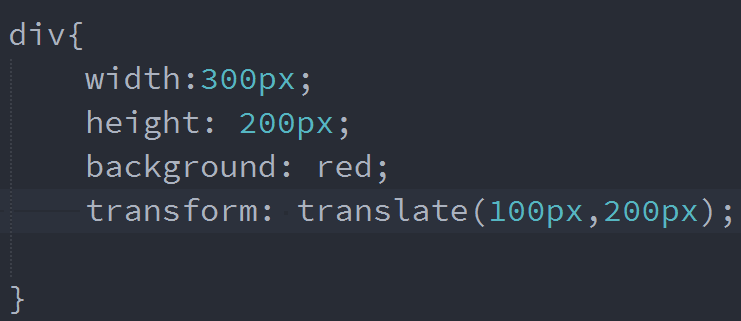 div{
width:300px;
height: 200px;
background: red;
transform: translate(100px,200px);
}